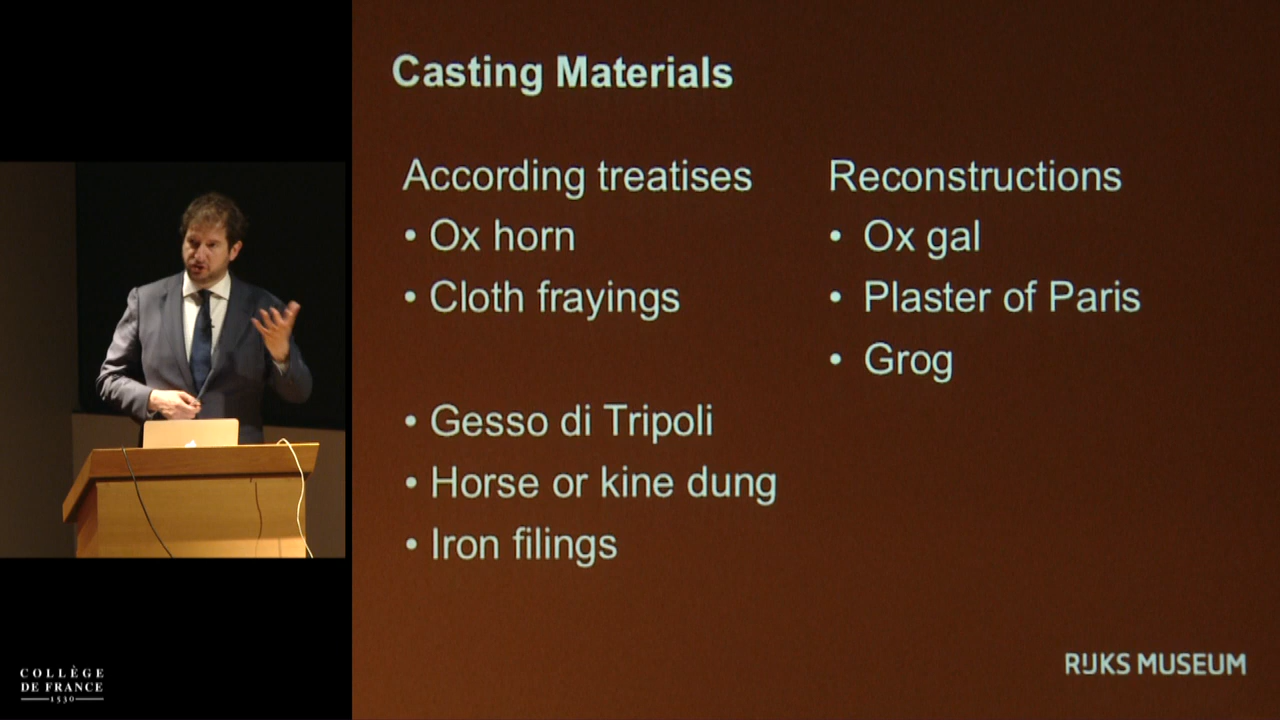 Casting Materials
According treatises
• Ox horn
• Cloth frayings
• Gesso di Tripoli
• Horse or kine dung
• Iron filings
Reconstructions
• Ox gal
• Plaster of Paris
• Grog
RIJKS MUSEUM
COLLÈGE
DE FRANCE
1530